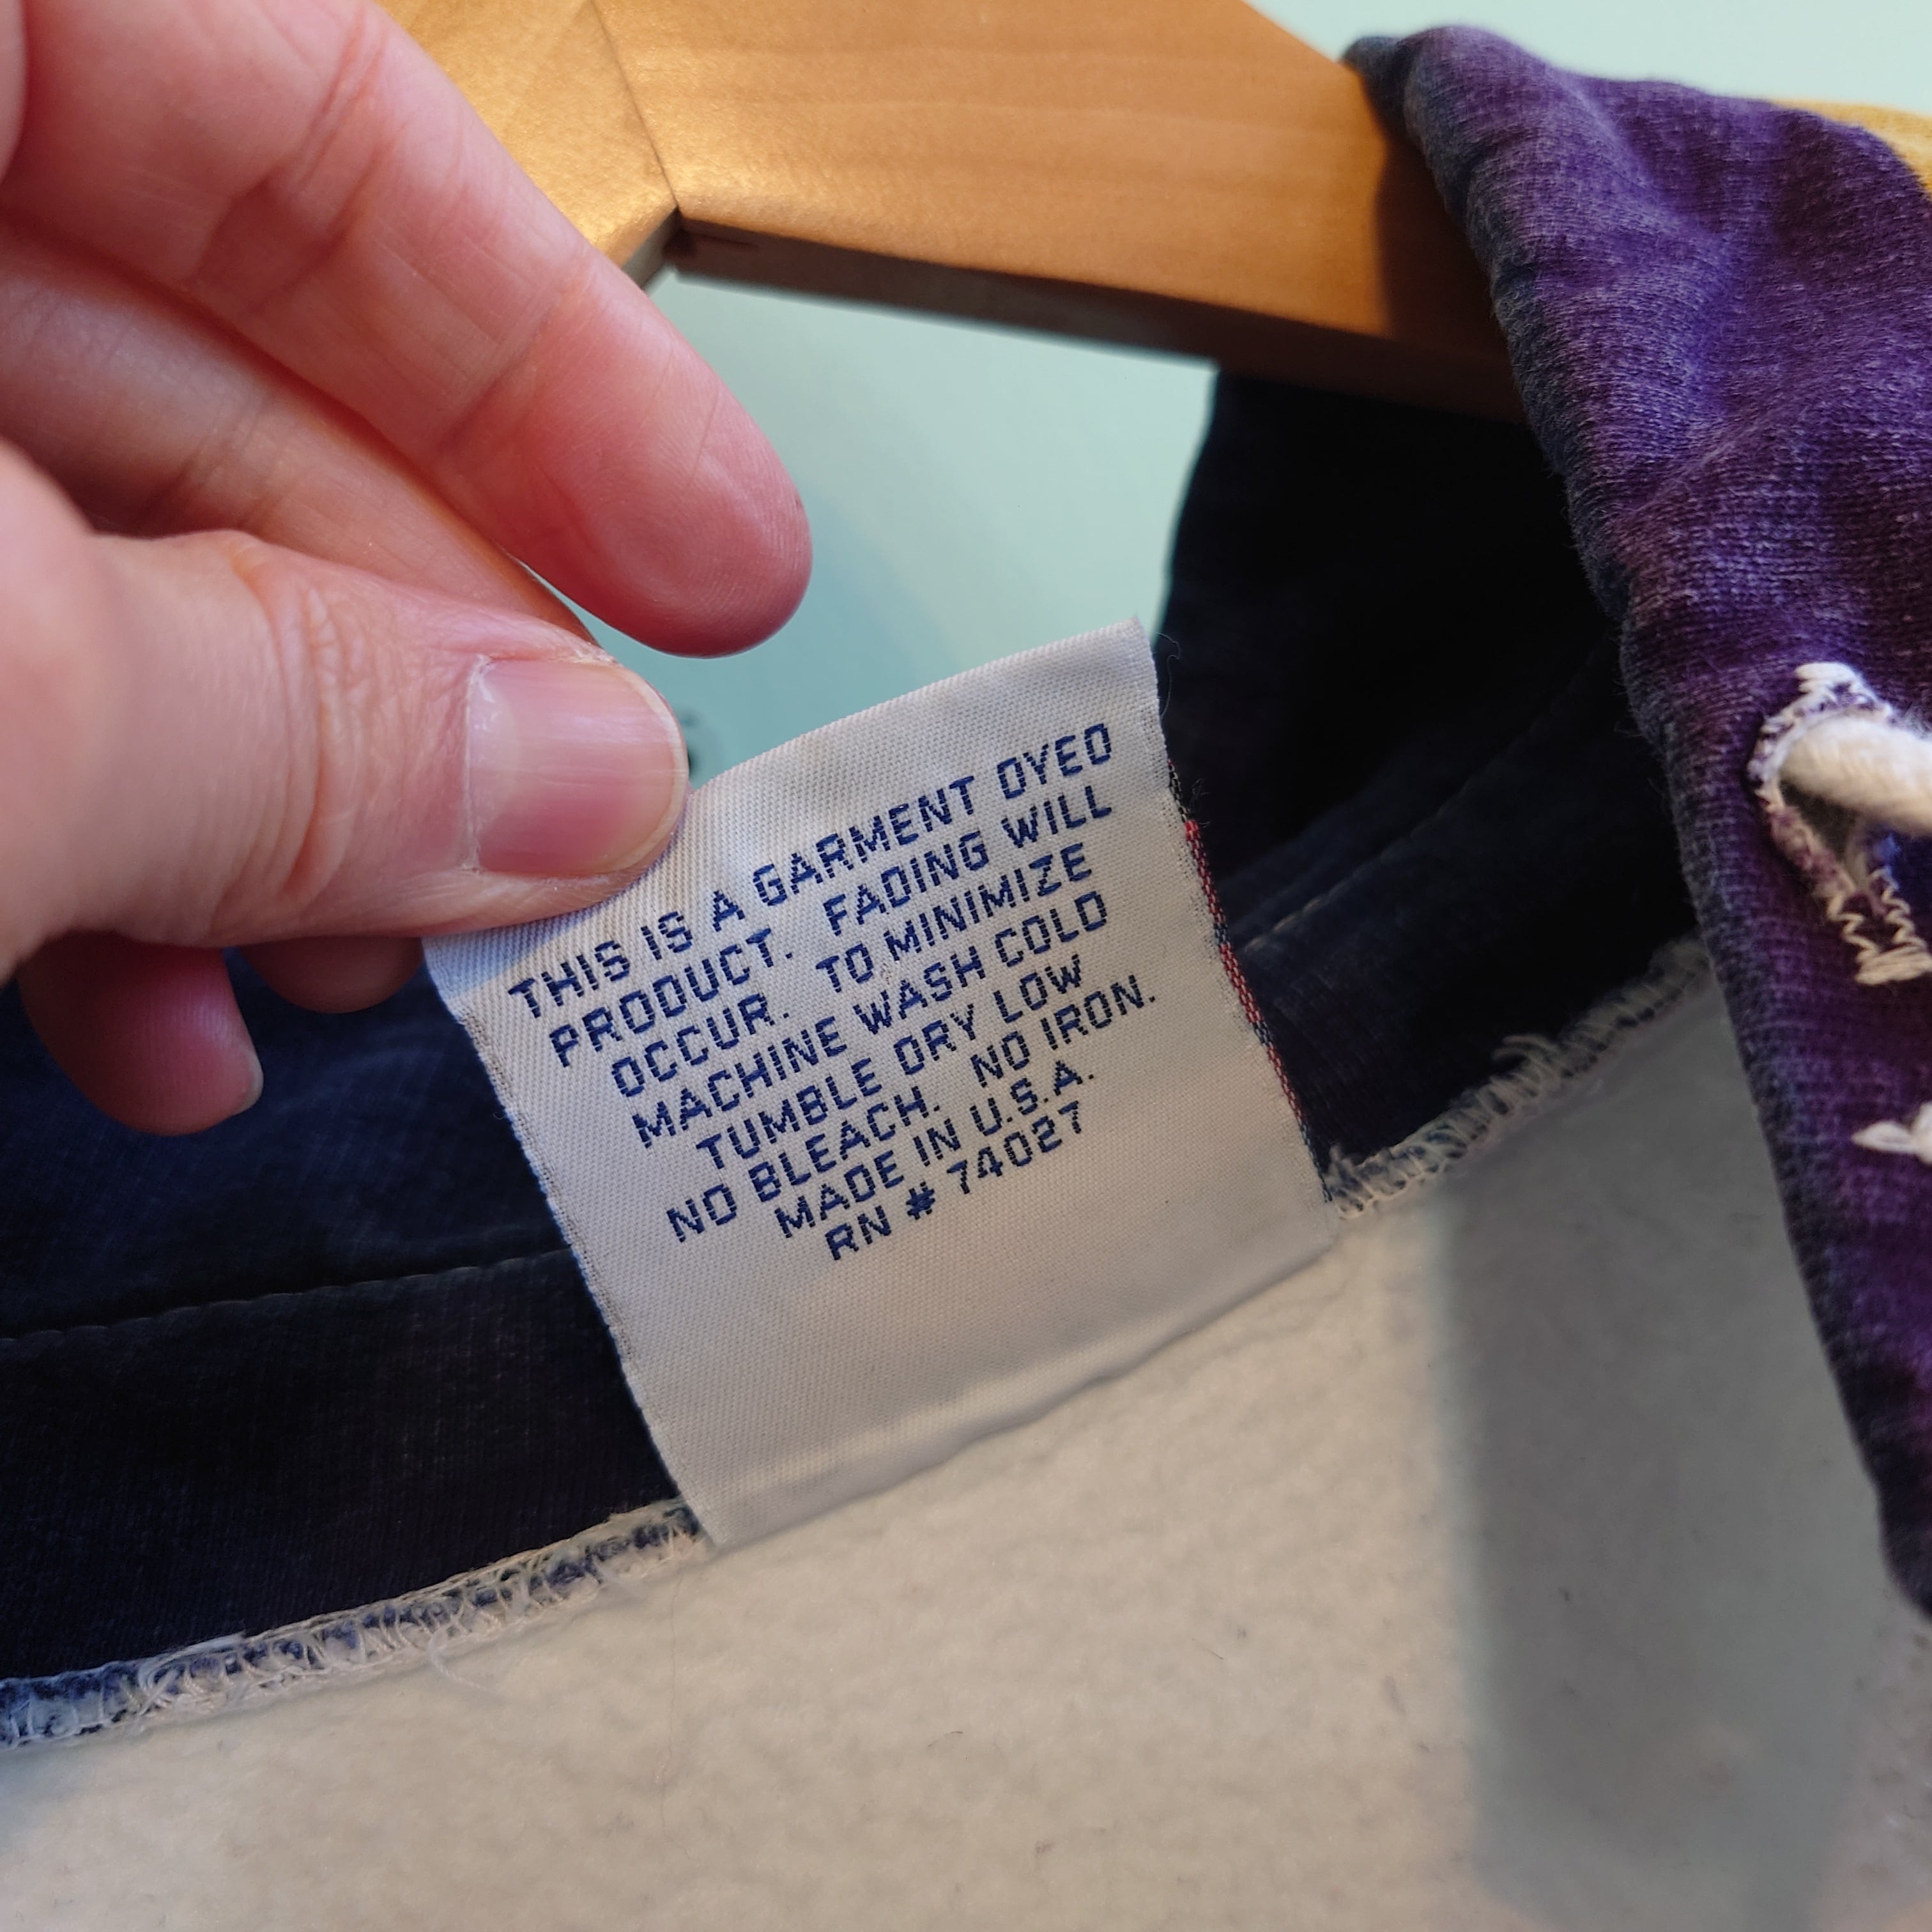 THIS IS A GARMENT DYED
PRODUCT. FADING WILL
OCCUR. TO MINIMIZE
MACHINE WASH COLD
TUMBLE DRY LOW
NO BLEACH. NO IRON.
MADE IN U.S.A.
RN # 74027